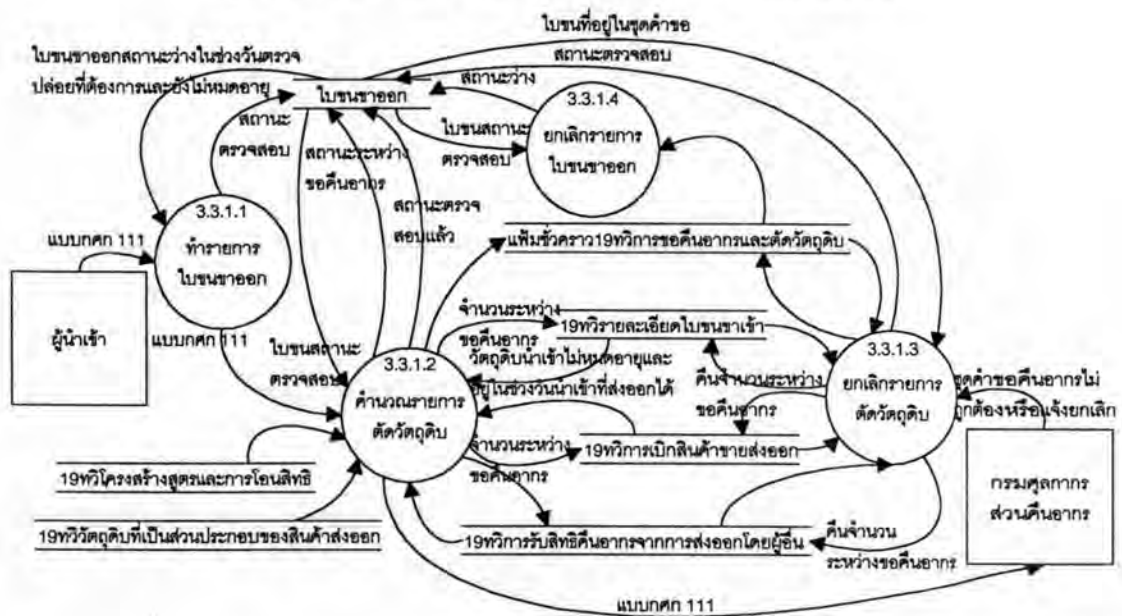 ใบขนที่อยู่ในชุดคำขอ
สถานะตรวจสอบ
ใบขนขาออกสถานะว่างในช่วงวันตรวจ
ปล่อยที่ต้องการและยังไม่หมดอายุ
สถานะว่าง
ใบขนขาออก
สถานะ
ตรวจสอบ
ใบขนสถานะ
ตรวจสอบ
3.3.1.4
ยกเลิกรายการ
ใบขนขาออก
สถานะระหว่าง
ขอคืนอากร
สถานะตรวจ
สอบแล้ว
3.3.1.1
ทำรายการ
ใบขนขาออก
แบบกศก 111
ผู้นำเข้า
แบบกศก 111
แฟ้มชั่วคราว19ทวิการขอคืนอากรและตัดวัตถุดิบ
จำนวนระหว่าง
ขอคืนอากร
19ทวิรายละเอียดใบขนขาเข้า
ใบขนสถานะ
ตรวจสอบ
3.3.1.2
คำนวณรายการ
ตัดวัตถุดิบ
วัตถุดิบนำเข้าไม่หมดอายุและ
อยู่ในช่วงวันนำเข้าที่ส่งออกได้
คืนจำนวนระหว่าง
ขอคืนอากร
3.3.1.3
ยกเลิกรายการ
ตัดวัตถุดิบ
ชุดคำขอคืนอากรไม่
ถูกต้องหรือแจ้งยกเลิก
จำนวนระหว่าง
ขอคืนอากร
19ทวิการเบิกสินค้าขายส่งออก
19ทวิโครงสร้างสูตรและการโอนสิทธิ
19ทวิวัตถุดิบที่เป็นส่วนประกอบของสินค้าส่งออก
19ทวิการรับสิทธิคืนอากรจากการส่งออกโดยผู้อื่น
คืนจำนวน
ระหว่างขอคืนอากร
กรมศุลกากร
ส่วนคืนอากร
แบบกศก 111